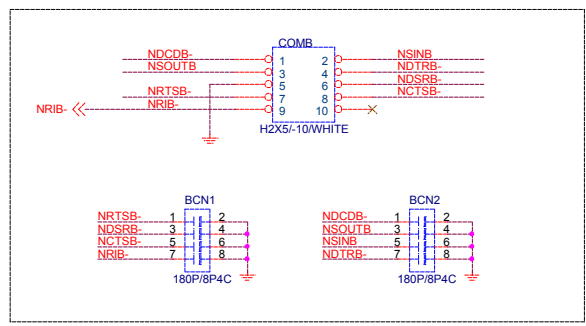 COMB
NDCDB- 1 2 NSINB
NSOUTB 3 4 NDTRB-
5 6 NDSRB-
NRTSB- 7 8 NCTSB-
NRIB- NRIB- 9 10
H2X5/-10/WHITE
BCN1
NRTSB- 1 2
NDSRB- 3 4
NCTSB- 5 6
NRIB- 7 8
180P/8P4C
BCN2
NDCDB- 1 2
NSOUTB 3 4
NSINB 5 6
NDTRB- 7 8
180P/8P4C